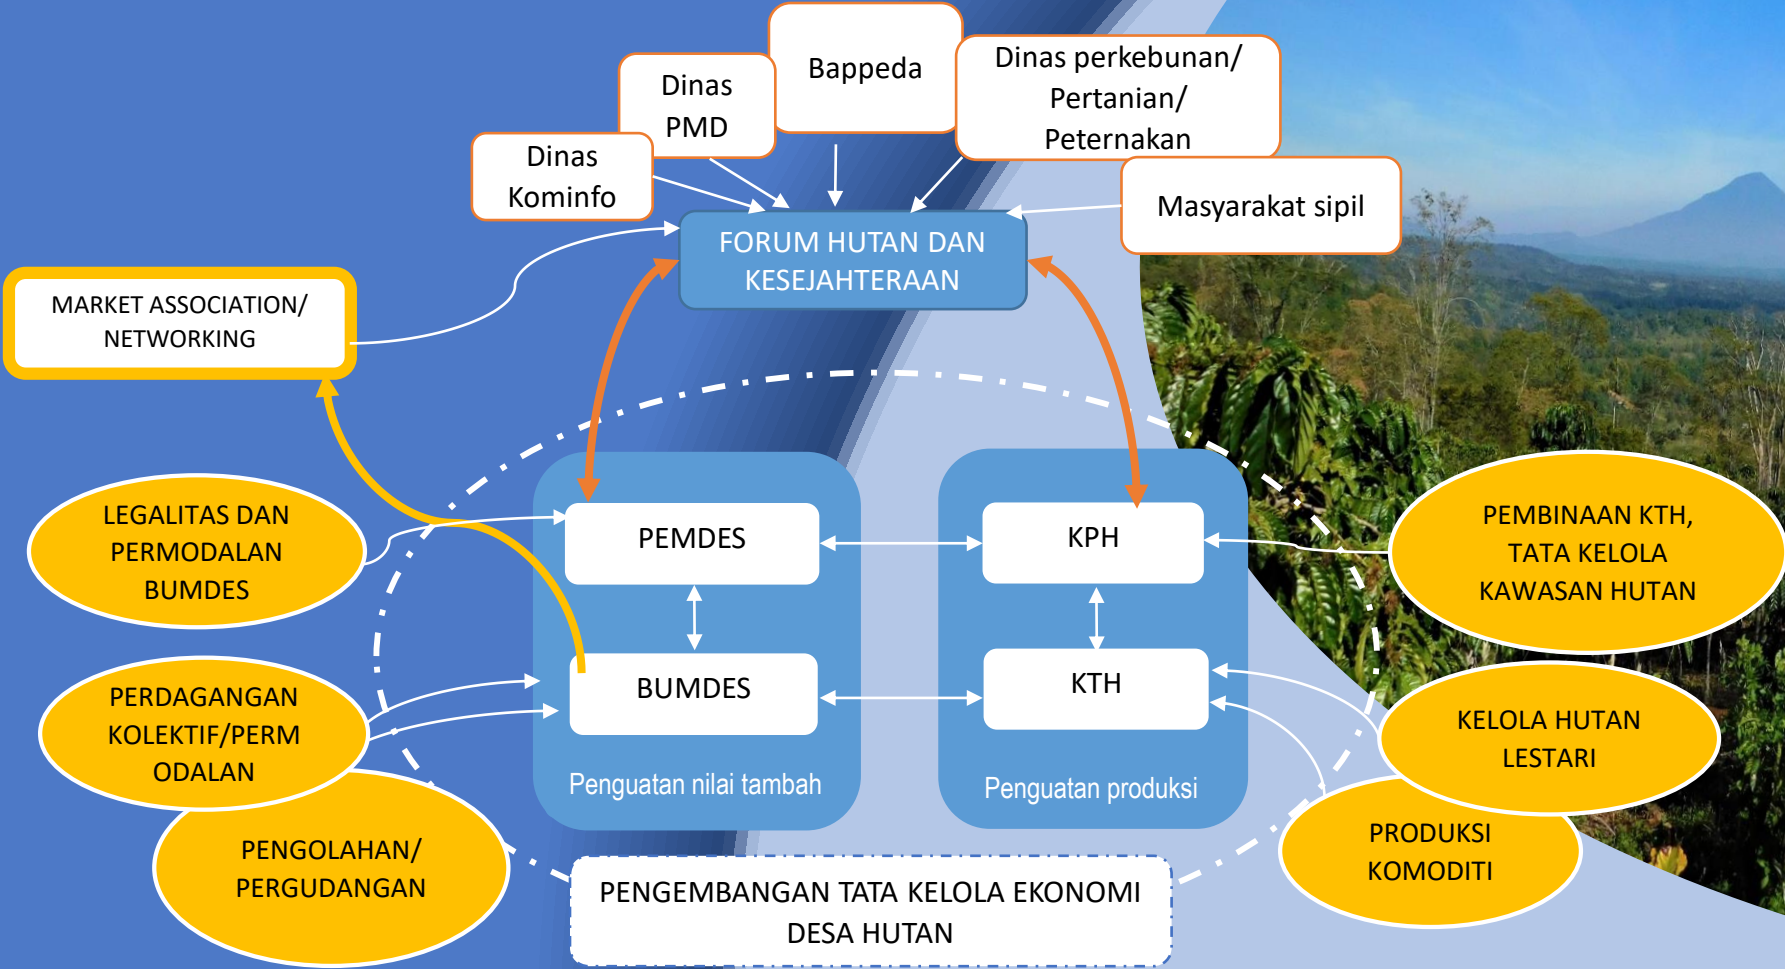 Bappeda
Dinas
PMD
Dinas perkebunan/
Pertanian/
Peternakan
Dinas
Kominfo
Masyarakat sipil
FORUM HUTAN DAN
KESEJAHTERAAN
MARKET ASSOCIATION/
NETWORKING
LEGALITAS DAN
PERMODALAN
BUMDES
PEMDES
KPH
PEMBINAAN KTH,
TATA KELOLA
KAWASAN HUTAN
PERDAGANGAN
KOLEKTIF/PERM
ODALAN
BUMDES
KTH
KELOLA HUTAN
LESTARI
Penguatan nilai tambah
Penguatan produksi
PENGOLAHAN/
PERGUDANGAN
PRODUKSI
KOMODITI
PENGEMBANGAN TATA KELOLA EKONOMI
DESA HUTAN